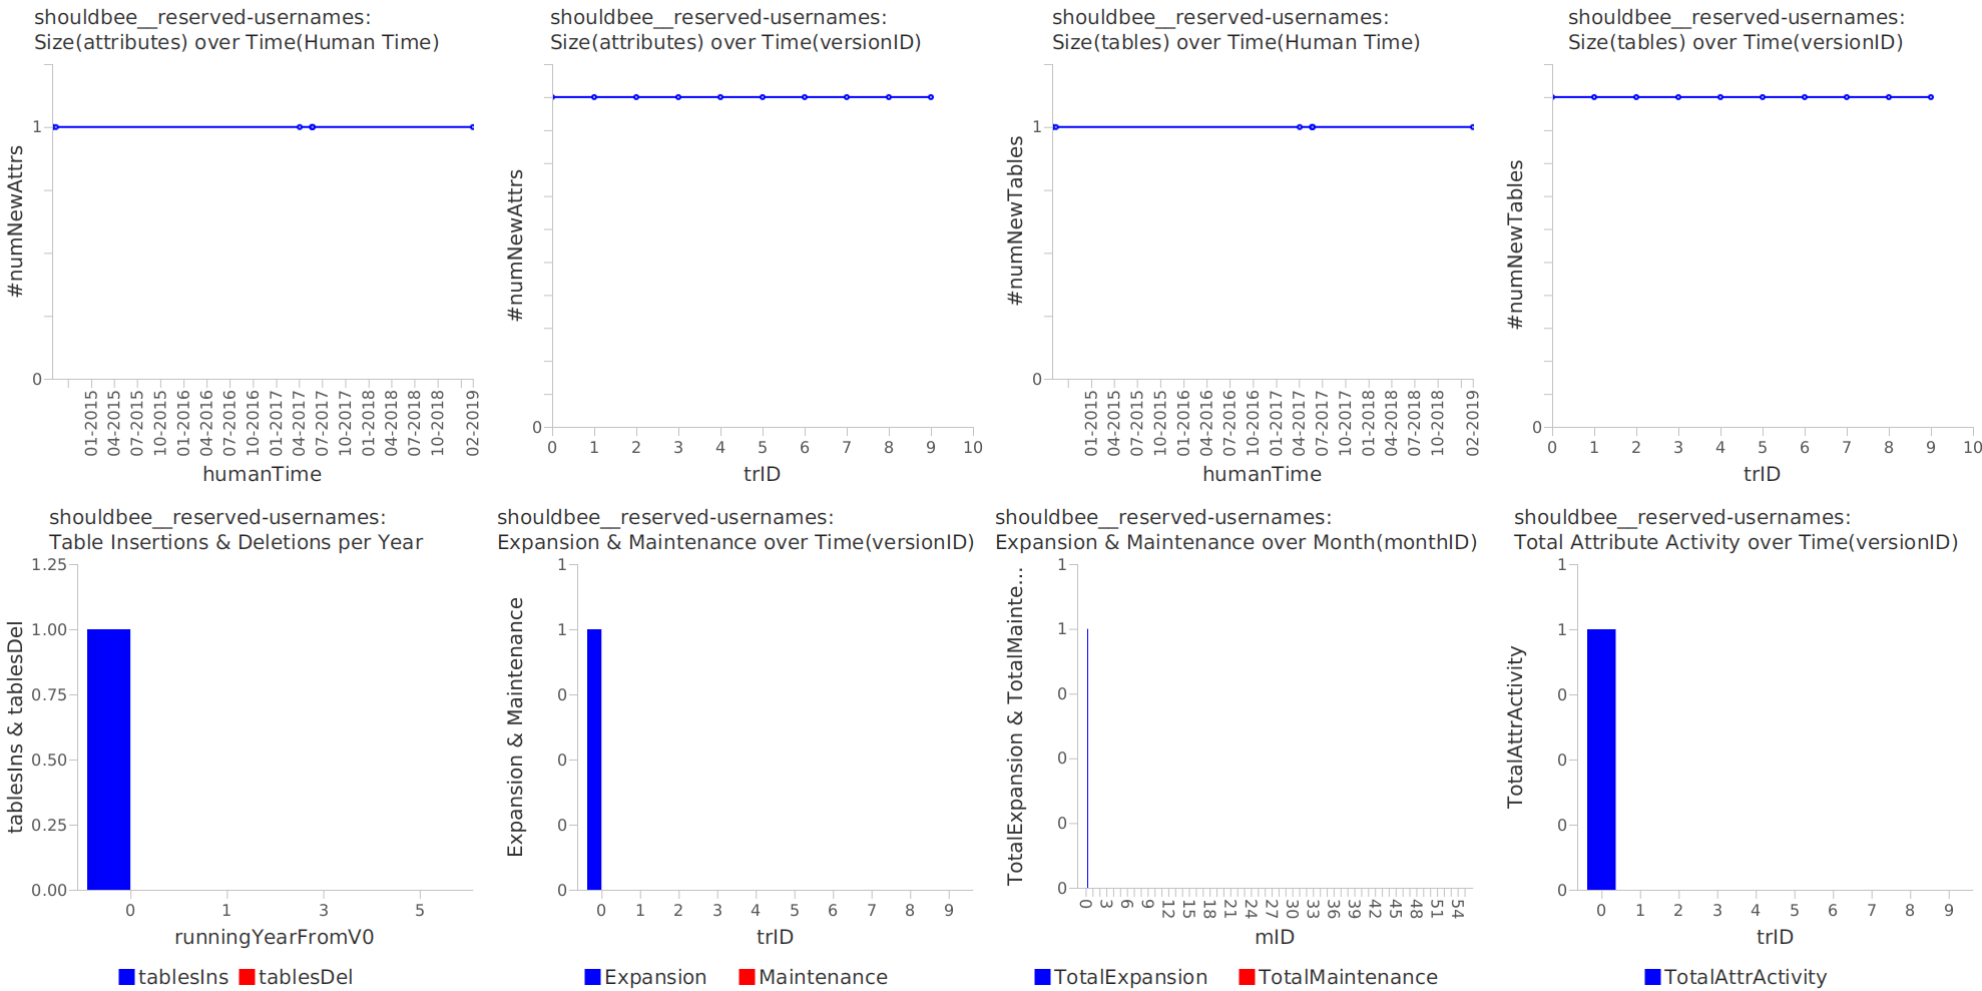 shouldbee__reserved-usernames:
Size(attributes) over Time(Human Time)
#numNewAttrs
1
0
01-2015
04-2015
07-2015
10-2015
01-2016
04-2016
07-2016
10-2016
01-2017
04-2017
07-2017
10-2017
01-2018
04-2018
07-2018
10-2018
02-2019
humanTime
shouldbee__reserved-usernames:
Size(attributes) over Time(versionID)
#numNewAttrs
0
0 1 2 3 4 5 6 7 8 9 10
trID
shouldbee__reserved-usernames:
Size(tables) over Time(Human Time)
#numNewTables
1
0
01-2015
04-2015
07-2015
10-2015
01-2016
04-2016
07-2016
10-2016
01-2017
04-2017
07-2017
10-2017
01-2018
04-2018
07-2018
10-2018
02-2019
humanTime
shouldbee__reserved-usernames:
Size(tables) over Time(versionID)
#numNewTables
0
0 1 2 3 4 5 6 7 8 9 10
trID
shouldbee__reserved-usernames:
Table Insertions & Deletions per Year
tablesIns & tablesDel
1.25
1.00
0.75
0.50
0.25
0.00
0 1 3 5
runningYearFromV0
tablesIns tablesDel
shouldbee__reserved-usernames:
Expansion & Maintenance over Time(versionID)
Expansion & Maintenance
1
1
0
0
0
0
0 1 2 3 4 5 6 7 8 9
trID
Expansion Maintenance
shouldbee__reserved-usernames:
Expansion & Maintenance over Month(monthID)
TotalExpansion & TotalMainte...
1
1
0
0
0
0
0 3 6 9 12 15 18 21 24 27 30 33 36 39 42 45 48 51 54
mID
TotalExpansion TotalMaintenance
shouldbee__reserved-usernames:
Total Attribute Activity over Time(versionID)
TotalAttrActivity
1
1
0
0
0
0
0 1 2 3 4 5 6 7 8 9
trID
TotalAttrActivity